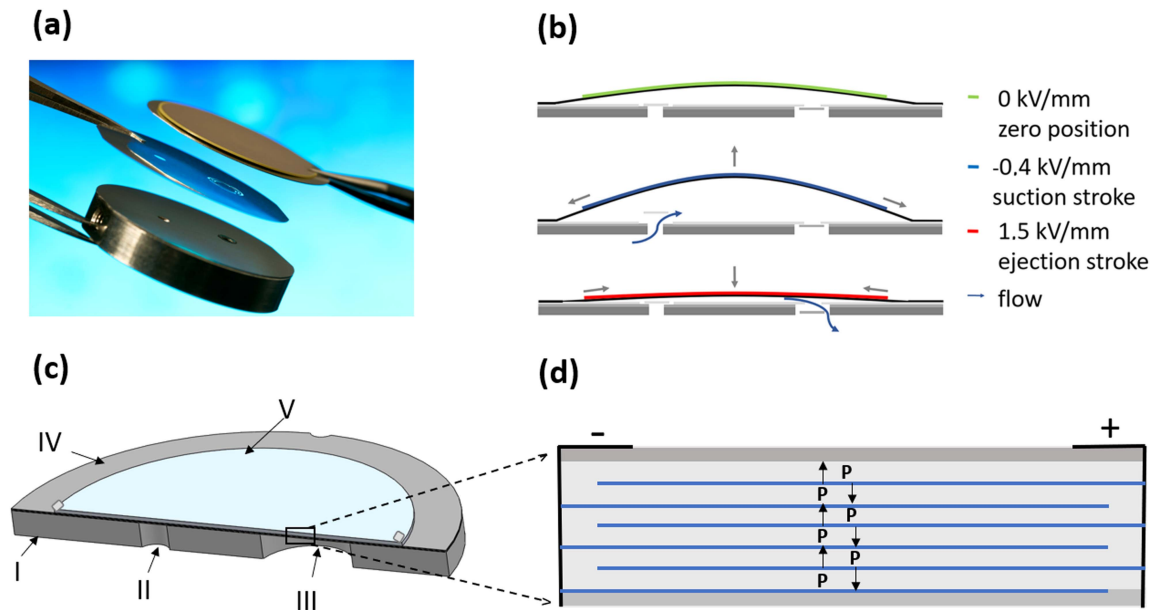 (a)
(b)
0 kV/mm
zero position
-0.4 kV/mm
suction stroke
1.5 kV/mm
ejection stroke
flow
(c)
V
IV
I
II
III
(d)
-
+
P
P
P
P
P
P